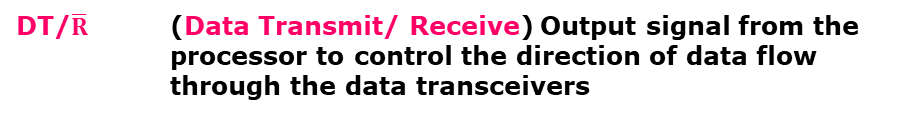 DT/R̅ (Data Transmit/ Receive) Output signal from the
processor to control the direction of data flow
through the data transceivers